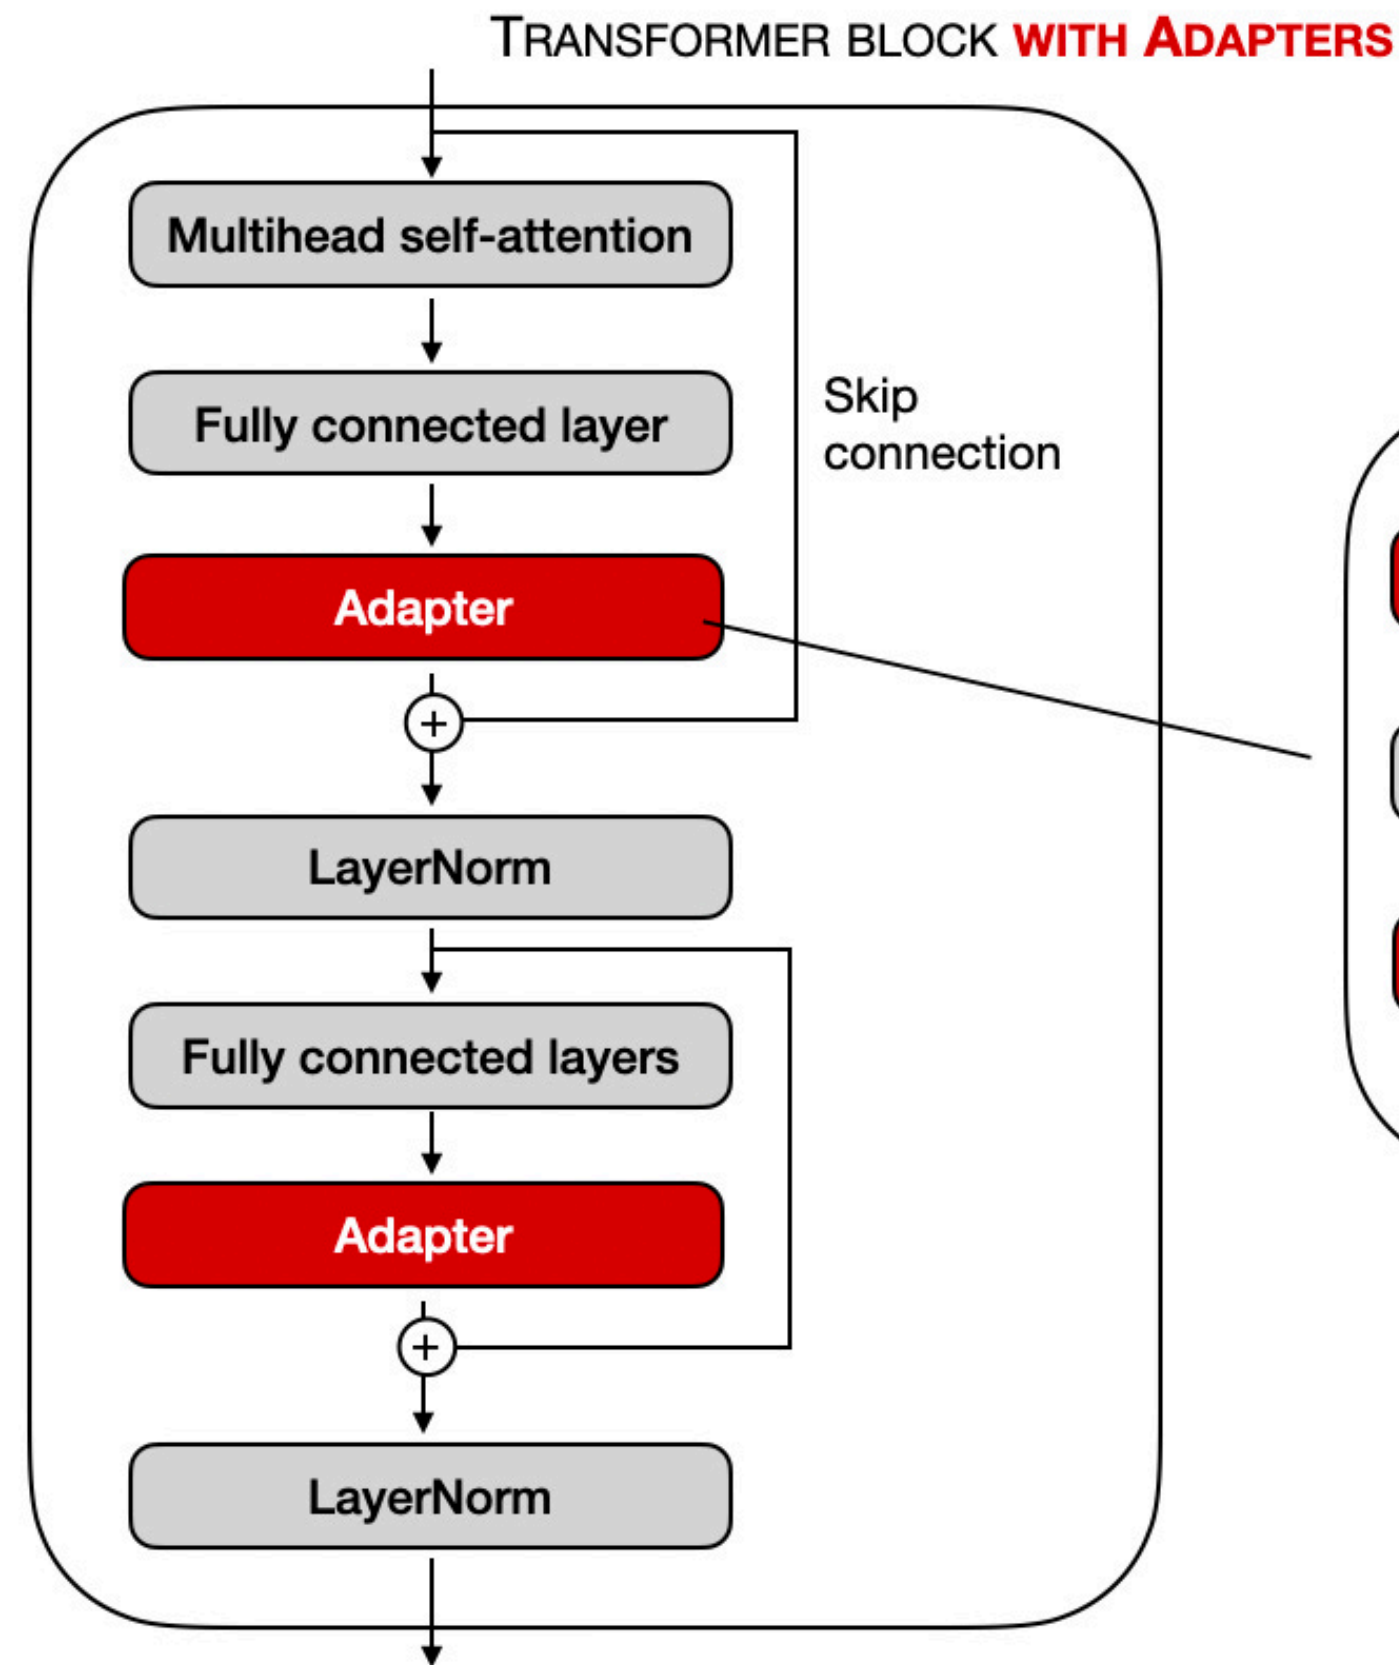 TRANSFORMER BLOCK WITH ADAPTERS
Multihead self-attention
Fully connected layer
Skip
connection
Adapter
+
LayerNorm
Fully connected layers
Adapter
+
LayerNorm